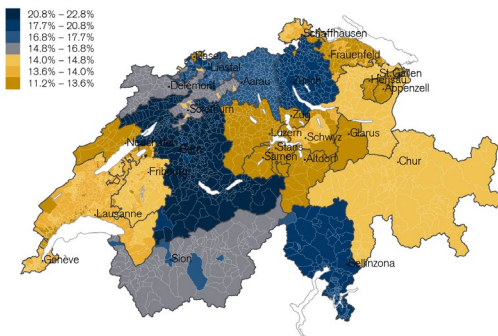 20.8% – 22.8%
17.7% – 20.8%
16.8% – 17.7%
14.8% – 16.8%
14.0% – 14.8%
13.6% – 14.0%
11.2% – 13.6%
Schaffhausen
Frauenfeld
Basel
Liestal
Delémont
Aarau
Zürich
St.Gallen
Herisau
Appenzell
Solothurn
Zug
Luzern
Schwyz
Glarus
Neuchâtel
Bern
Stans
Sarnen
Altdorf
Chur
Fribourg
Lausanne
Genève
Sion
Bellinzona